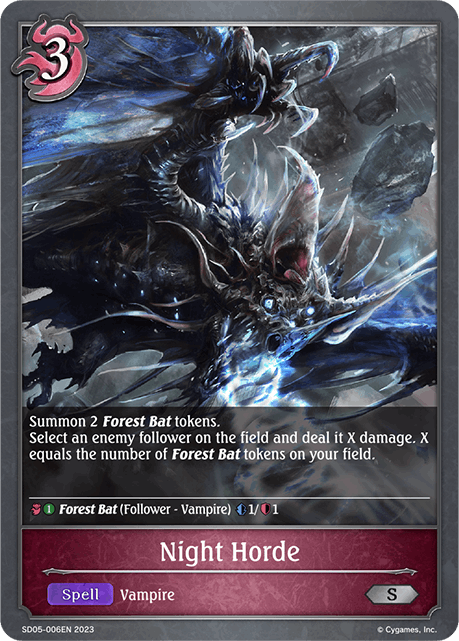 3
Summon 2 Forest Bat tokens.
Select an enemy follower on the field and deal it X damage. X
equals the number of Forest Bat tokens on your field.
1 Forest Bat (Follower - Vampire) 1/1
Night Horde
Spell Vampire S
SD05-006EN 2023 © Cygames, Inc.